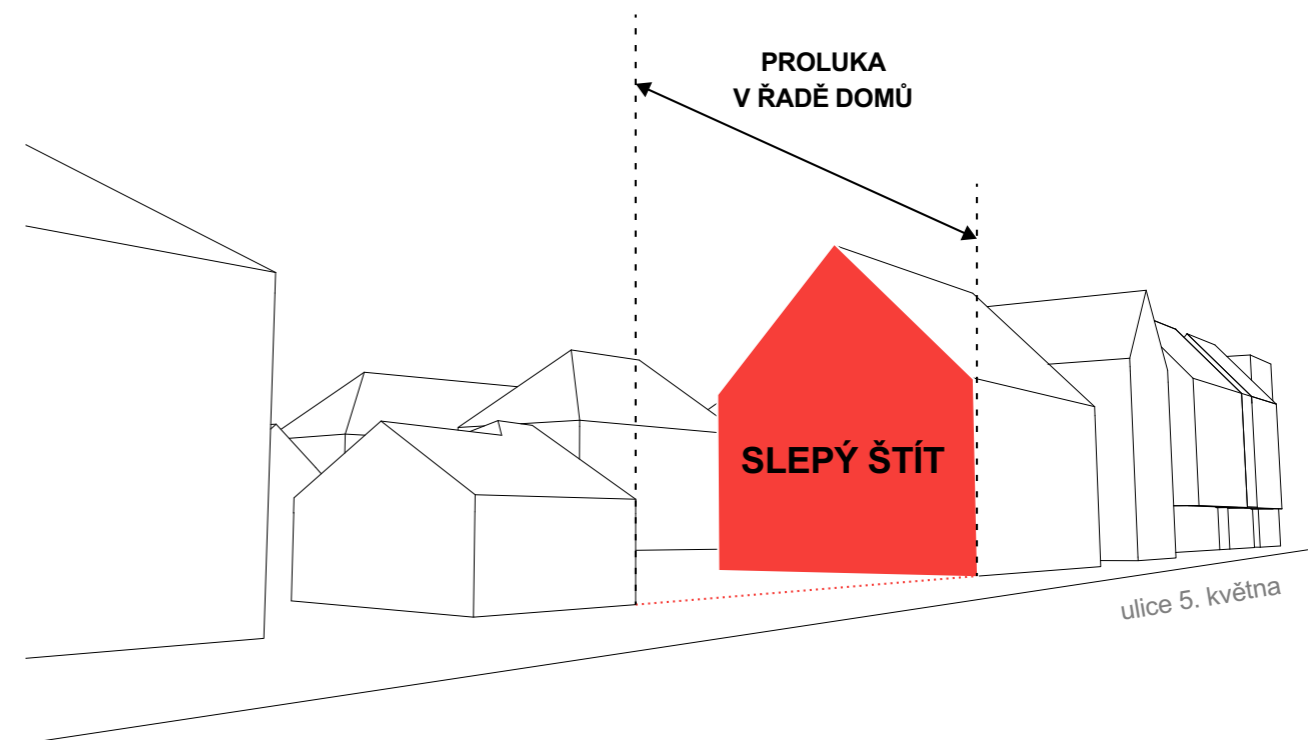 PROLUKA
V ŘADĚ DOMŮ
SLEPÝ ŠTÍT
ulice 5. května